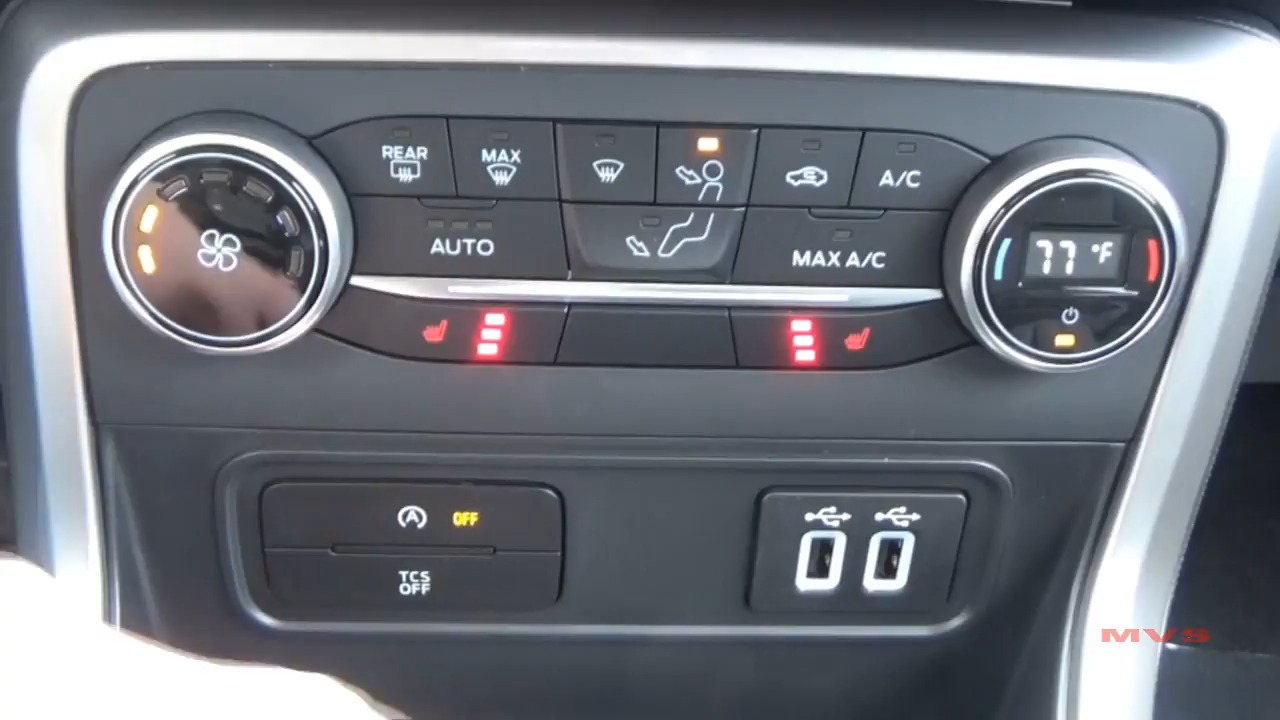 REAR
MAX
A/C
AUTO
MAX A/C
77 °F
A OFF
TCS
OFF
MVS